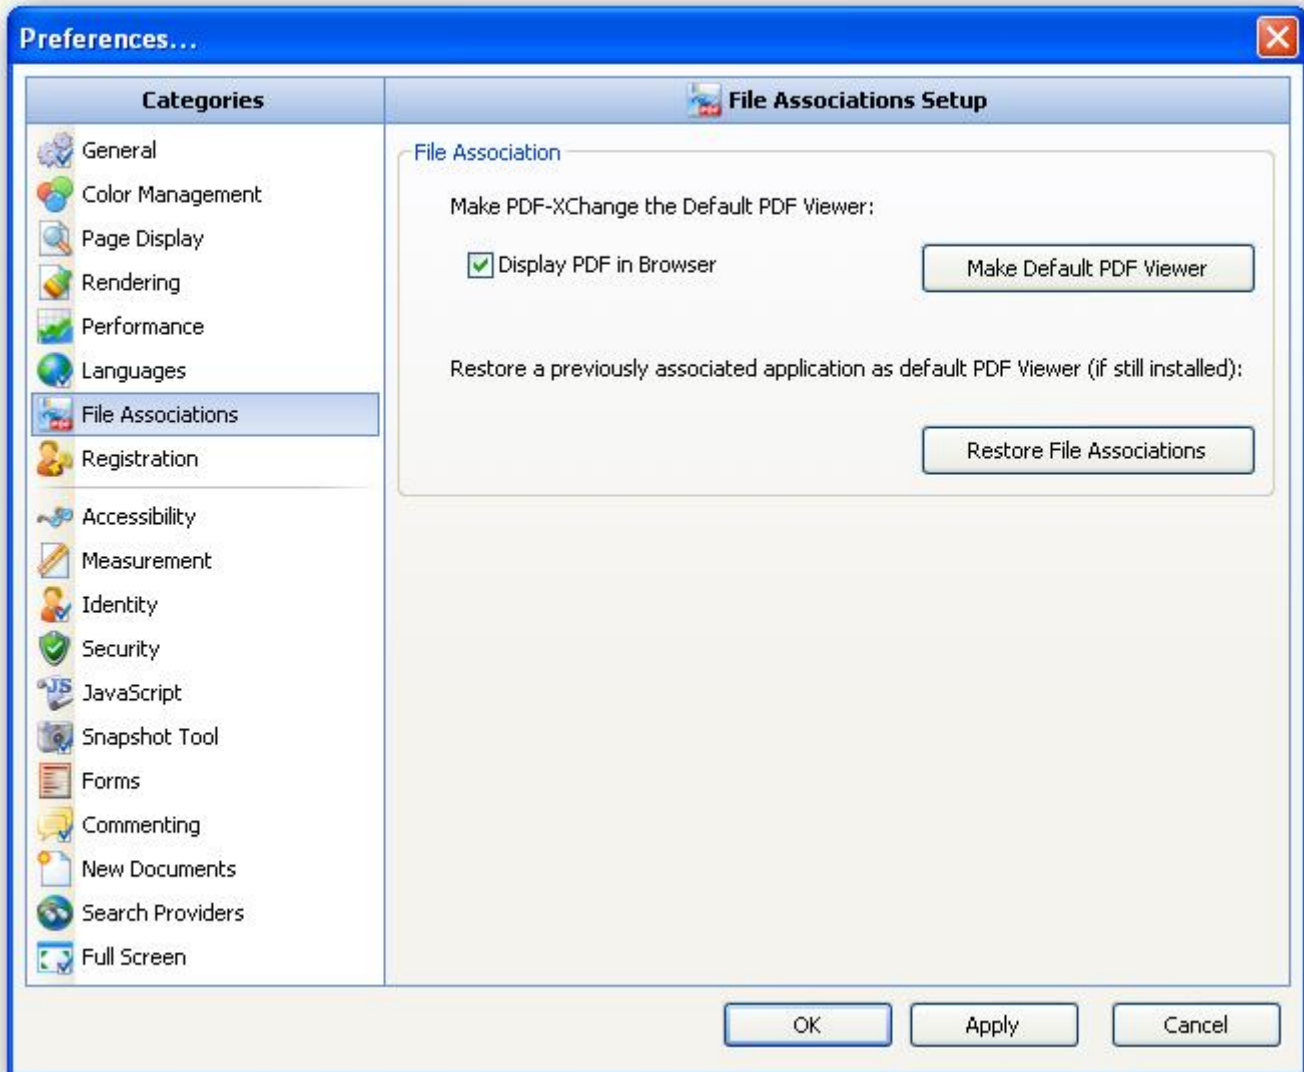 Preferences...
Categories
General
Color Management
Page Display
Rendering
Performance
Languages
File Associations
Registration
Accessibility
Measurement
Identity
Security
JS JavaScript
Snapshot Tool
Forms
Commenting
New Documents
Search Providers
Full Screen
File Associations Setup
File Association
Make PDF-XChange the Default PDF Viewer:
Display PDF in Browser
Make Default PDF Viewer
Restore a previously associated application as default PDF Viewer (if still installed):
Restore File Associations
OK
Apply
Cancel